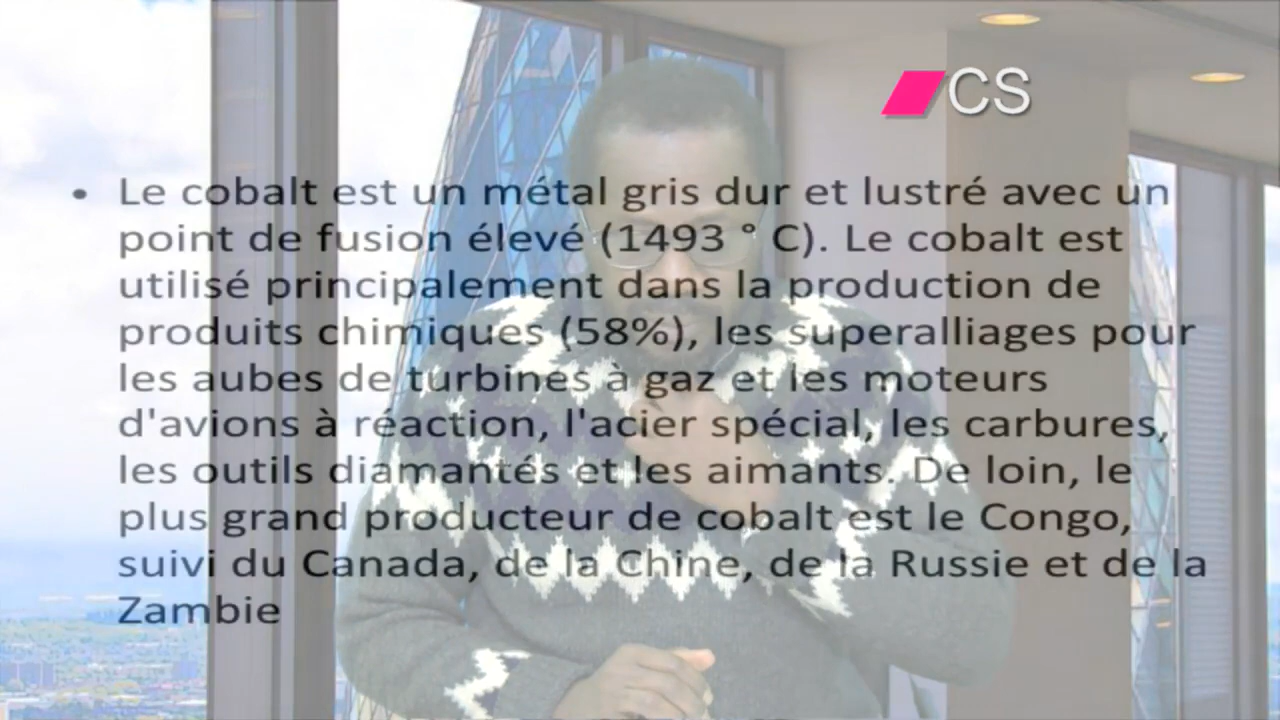 CS
• Le cobalt est un métal gris dur et lustré avec un
point de fusion élevé (1493 ° C). Le cobalt est
utilisé principalement dans la production de
produits chimiques (58%), les superalliages pour
les aubes de turbines à gaz et les moteurs
d'avions à réaction, l'acier spécial, les carbures,
les outils diamantés et les aimants. De loin, le
plus grand producteur de cobalt est le Congo,
suivi du Canada, de la Chine, de la Russie et de la
Zambie